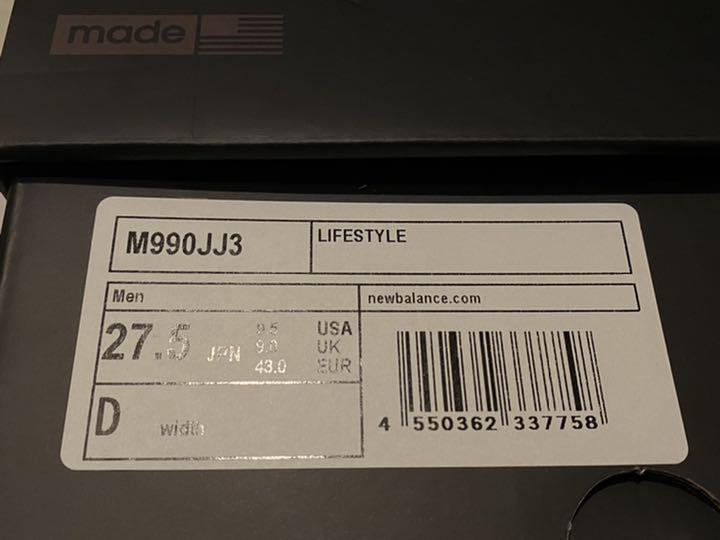 made
M990JJ3
LIFESTYLE
Men
newbalance.com
27.5 JPN
9.5 USA
9.0 UK
43.0 EUR
D width
4 550362 337758